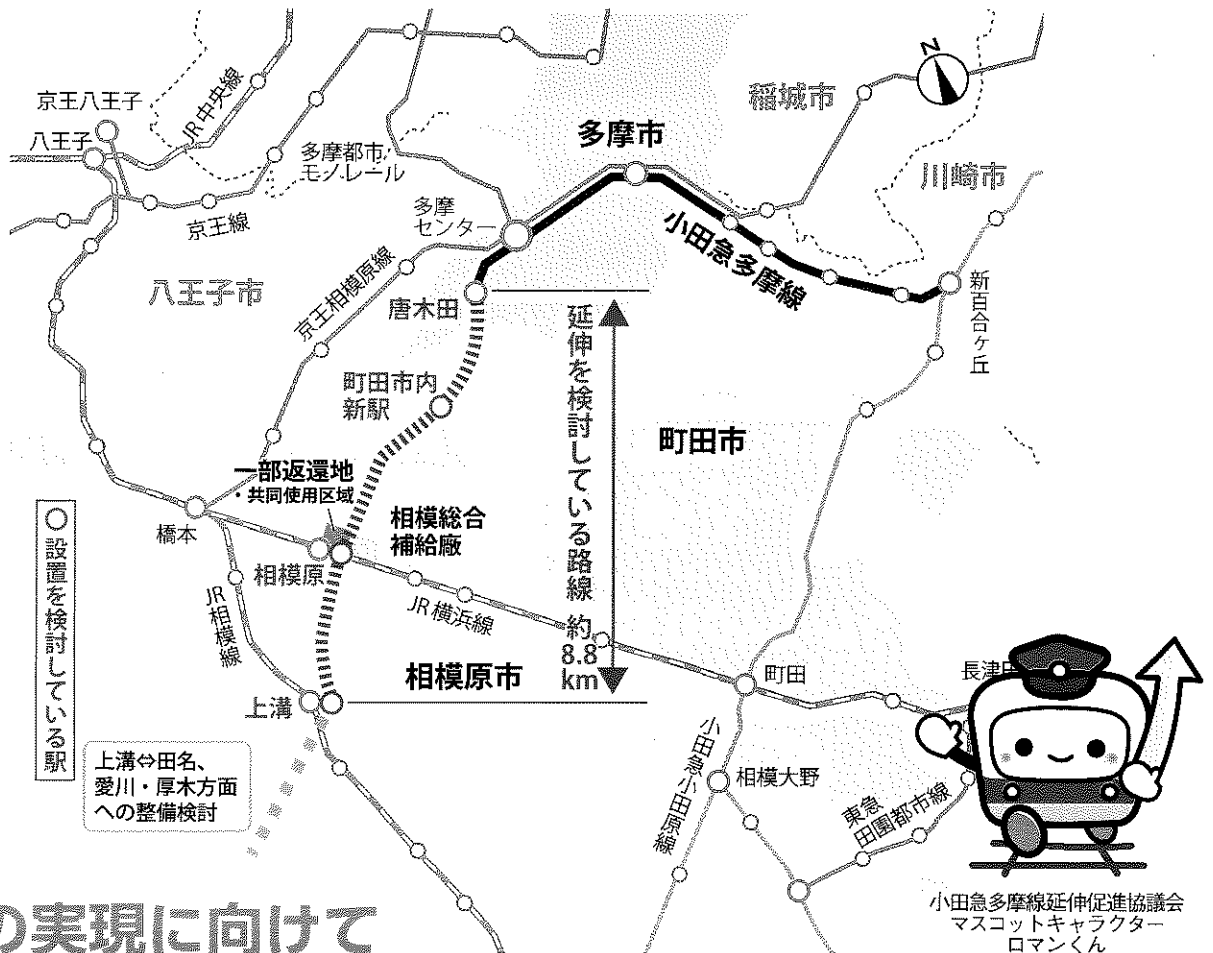 京王八王子
八王子
JR中央線
多摩都市
モノレール
京王線
多摩市
稲城市
川崎市
N
多摩
センター
小田急多摩線
八王子市
京王相模原線
唐木田
新百合ヶ丘
町田市内
新駅
延伸を検討している路線 約
8.8
km
町田市
一部返還地
・共同使用区域
相模総合
補給廠
橋本
相模原
JR横浜線
JR相模線
○設置を検討している駅
相模原市
上溝
町田
長津田
上溝⇔田名、
愛川・厚木方面
への整備検討
小田急小田原線
相模大野
東急
田園都市線
の実現に向けて
小田急多摩線延伸促進協議会
マスコットキャラクター
ロマンくん